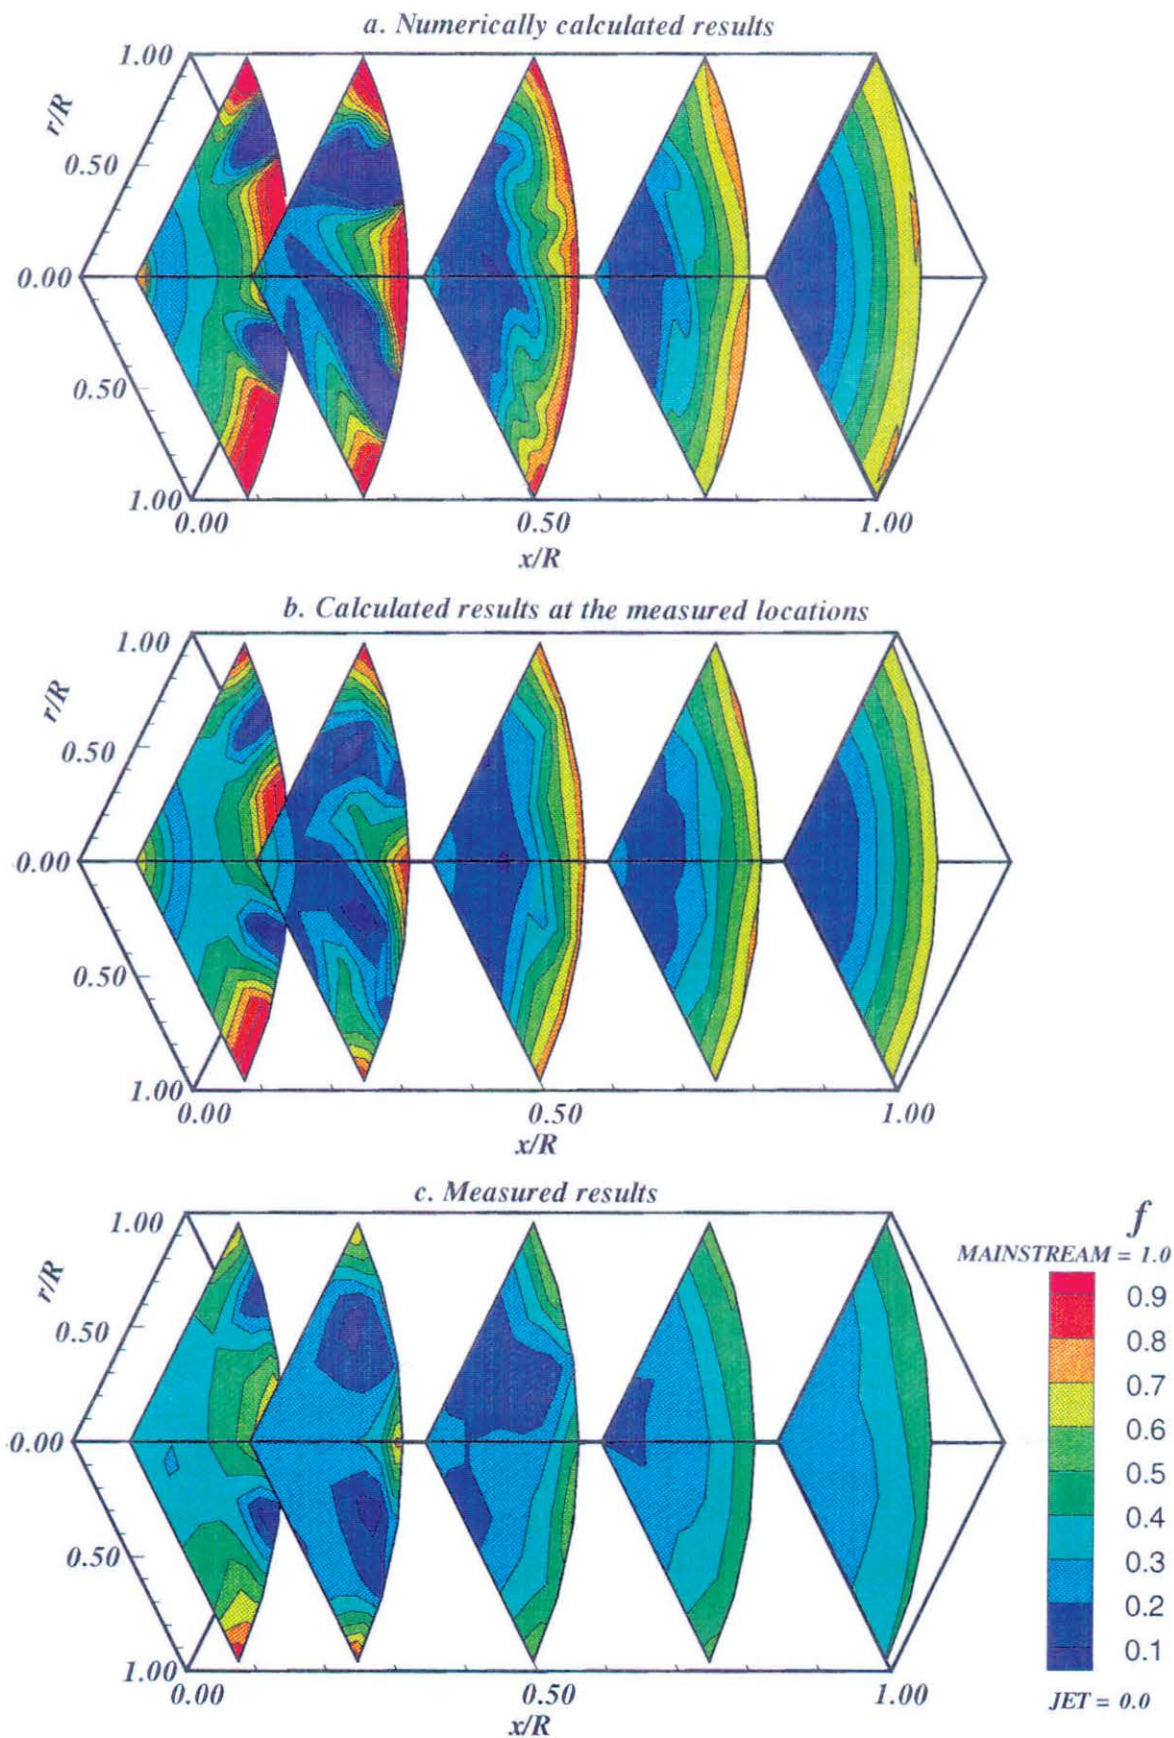 a. Numerically calculated results
1.00
r/R
0.50
0.00
0.50
1.00
0.00 0.50 1.00
x/R
b. Calculated results at the measured locations
1.00
r/R
0.50
0.00
0.50
1.00
0.00 0.50 1.00
x/R
c. Measured results
1.00
r/R
0.50
0.00
0.50
1.00
0.00 0.50 1.00
x/R
f
MAINSTREAM = 1.0
0.9
0.8
0.7
0.6
0.5
0.4
0.3
0.2
0.1
JET = 0.0